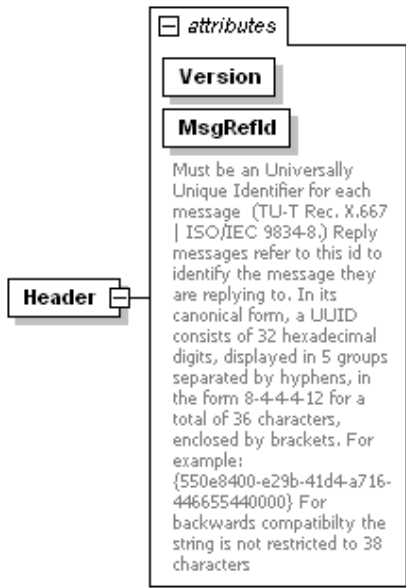 attributes
Version
MsgRefId
Must be an Universally
Unique Identifier for each
message (TU-T Rec. X.667
| ISO/IEC 9834-8.) Reply
messages refer to this id to
identify the message they
are replying to. In its
canonical form, a UUID
consists of 32 hexadecimal
digits, displayed in 5 groups
separated by hyphens, in
the form 8-4-4-4-12 for a
total of 36 characters,
enclosed by brackets. For
example:
{550e8400-e29b-41d4-a716-
446655440000} For
backwards compatibilty the
string is not restricted to 38
characters
Header